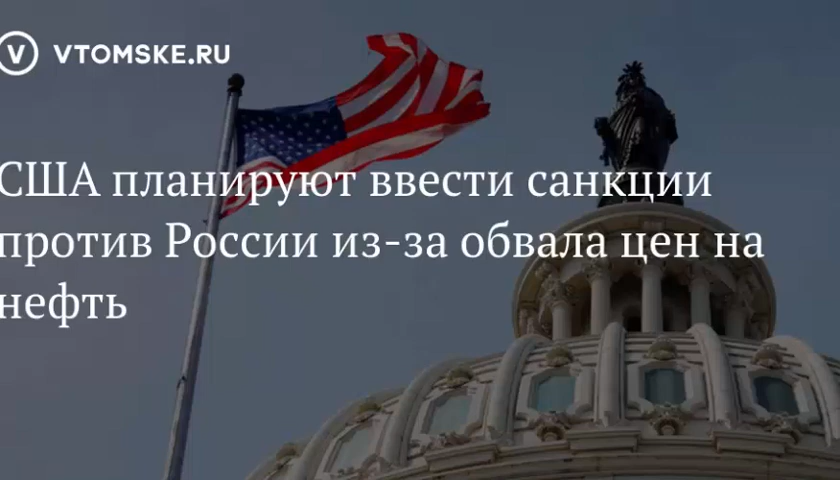 V VTOMSKE.RU
США планируют ввести санкции
против России из-за обвала цен на
нефть